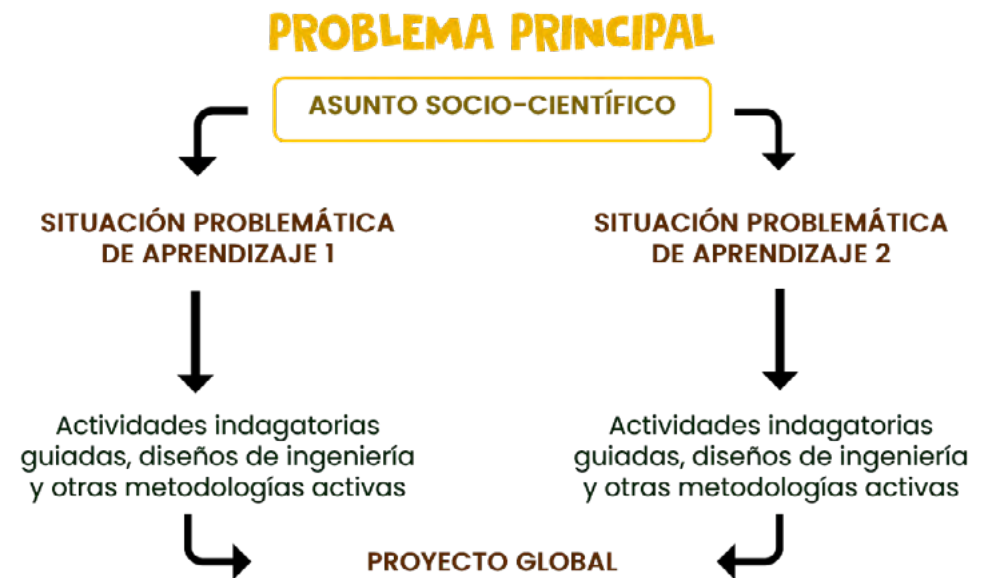 PROBLEMA PRINCIPAL
ASUNTO SOCIO-CIENTÍFICO
SITUACIÓN PROBLEMÁTICA
DE APRENDIZAJE 1
SITUACIÓN PROBLEMÁTICA
DE APRENDIZAJE 2
Actividades indagatorias
guiadas, diseños de ingeniería
y otras metodologías activas
Actividades indagatorias
guiadas, diseños de ingeniería
y otras metodologías activas
PROYECTO GLOBAL